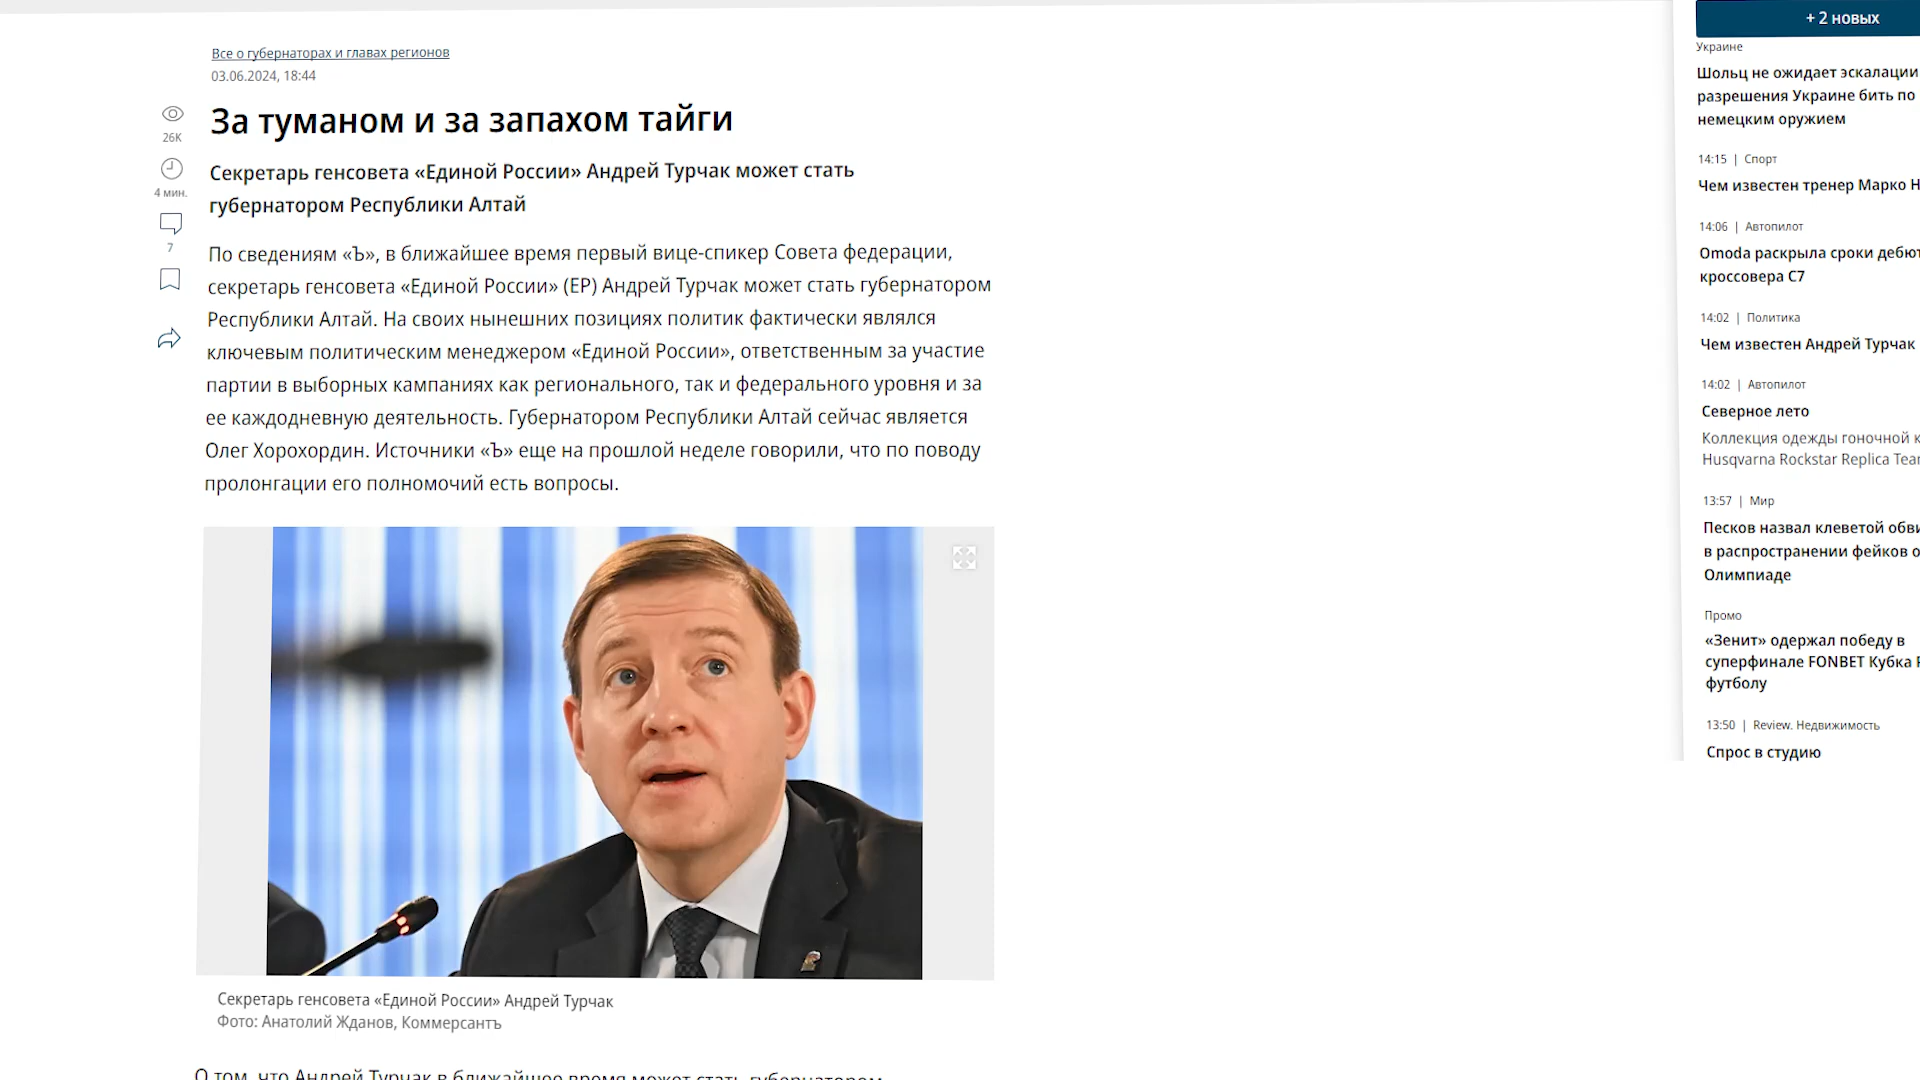 Все о губернаторах и главах регионов
03.06.2024, 18:44
26K
4 мин.
7
За туманом и за запахом тайги
Секретарь генсовета «Единой России» Андрей Турчак может стать
губернатором Республики Алтай
По сведениям «Ъ», в ближайшее время первый вице-спикер Совета федерации,
секретарь генсовета «Единой России» (ЕР) Андрей Турчак может стать губернатором
Республики Алтай. На своих нынешних позициях политик фактически являлся
ключевым политическим менеджером «Единой России», ответственным за участие
партии в выборных кампаниях как регионального, так и федерального уровня и за
ее каждодневную деятельность. Губернатором Республики Алтай сейчас является
Олег Хорохордин. Источники «Ъ» еще на прошлой неделе говорили, что по поводу
пролонгации его полномочий есть вопросы.
Секретарь генсовета «Единой России» Андрей Турчак
Фото: Анатолий Жданов, Коммерсантъ
О том, что Андрей Турчак в ближайшее время может стать губернатором
+ 2 новых
Украине
Шольц не ожидает эскалации
разрешения Украине бить по
немецким оружием
14:15 | Спорт
Чем известен тренер Марко
14:06 | Автопилот
Omoda раскрыла сроки
кроссовера C7
14:02 | Политика
Чем известен Андрей Турчак
14:02 | Автопилот
Северное лето
Коллекция одежды гоночной
Husqvarna Rockstar Replica
13:57 | Мир
Песков назвал клеветой
в распространении фейков
Олимпиаде
Промо
«Зенит» одержал победу в
суперфинале FONBET Кубка
футболу
13:50 | Review. Недвижимость
Спрос в студию